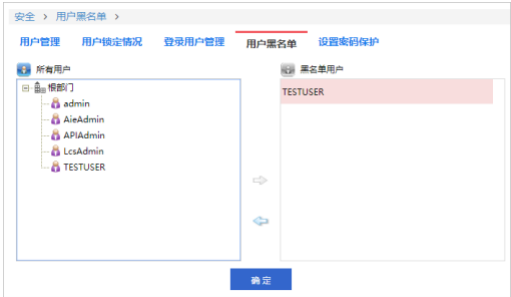 安全 > 用户黑名单 >
用户管理 用户锁定情况 登录用户管理 用户黑名单 设置密码保护
所有用户 黑名单用户
根部门 TESTUSER
admin
AieAdmin
APIAdmin
LcsAdmin
TESTUSER
确定